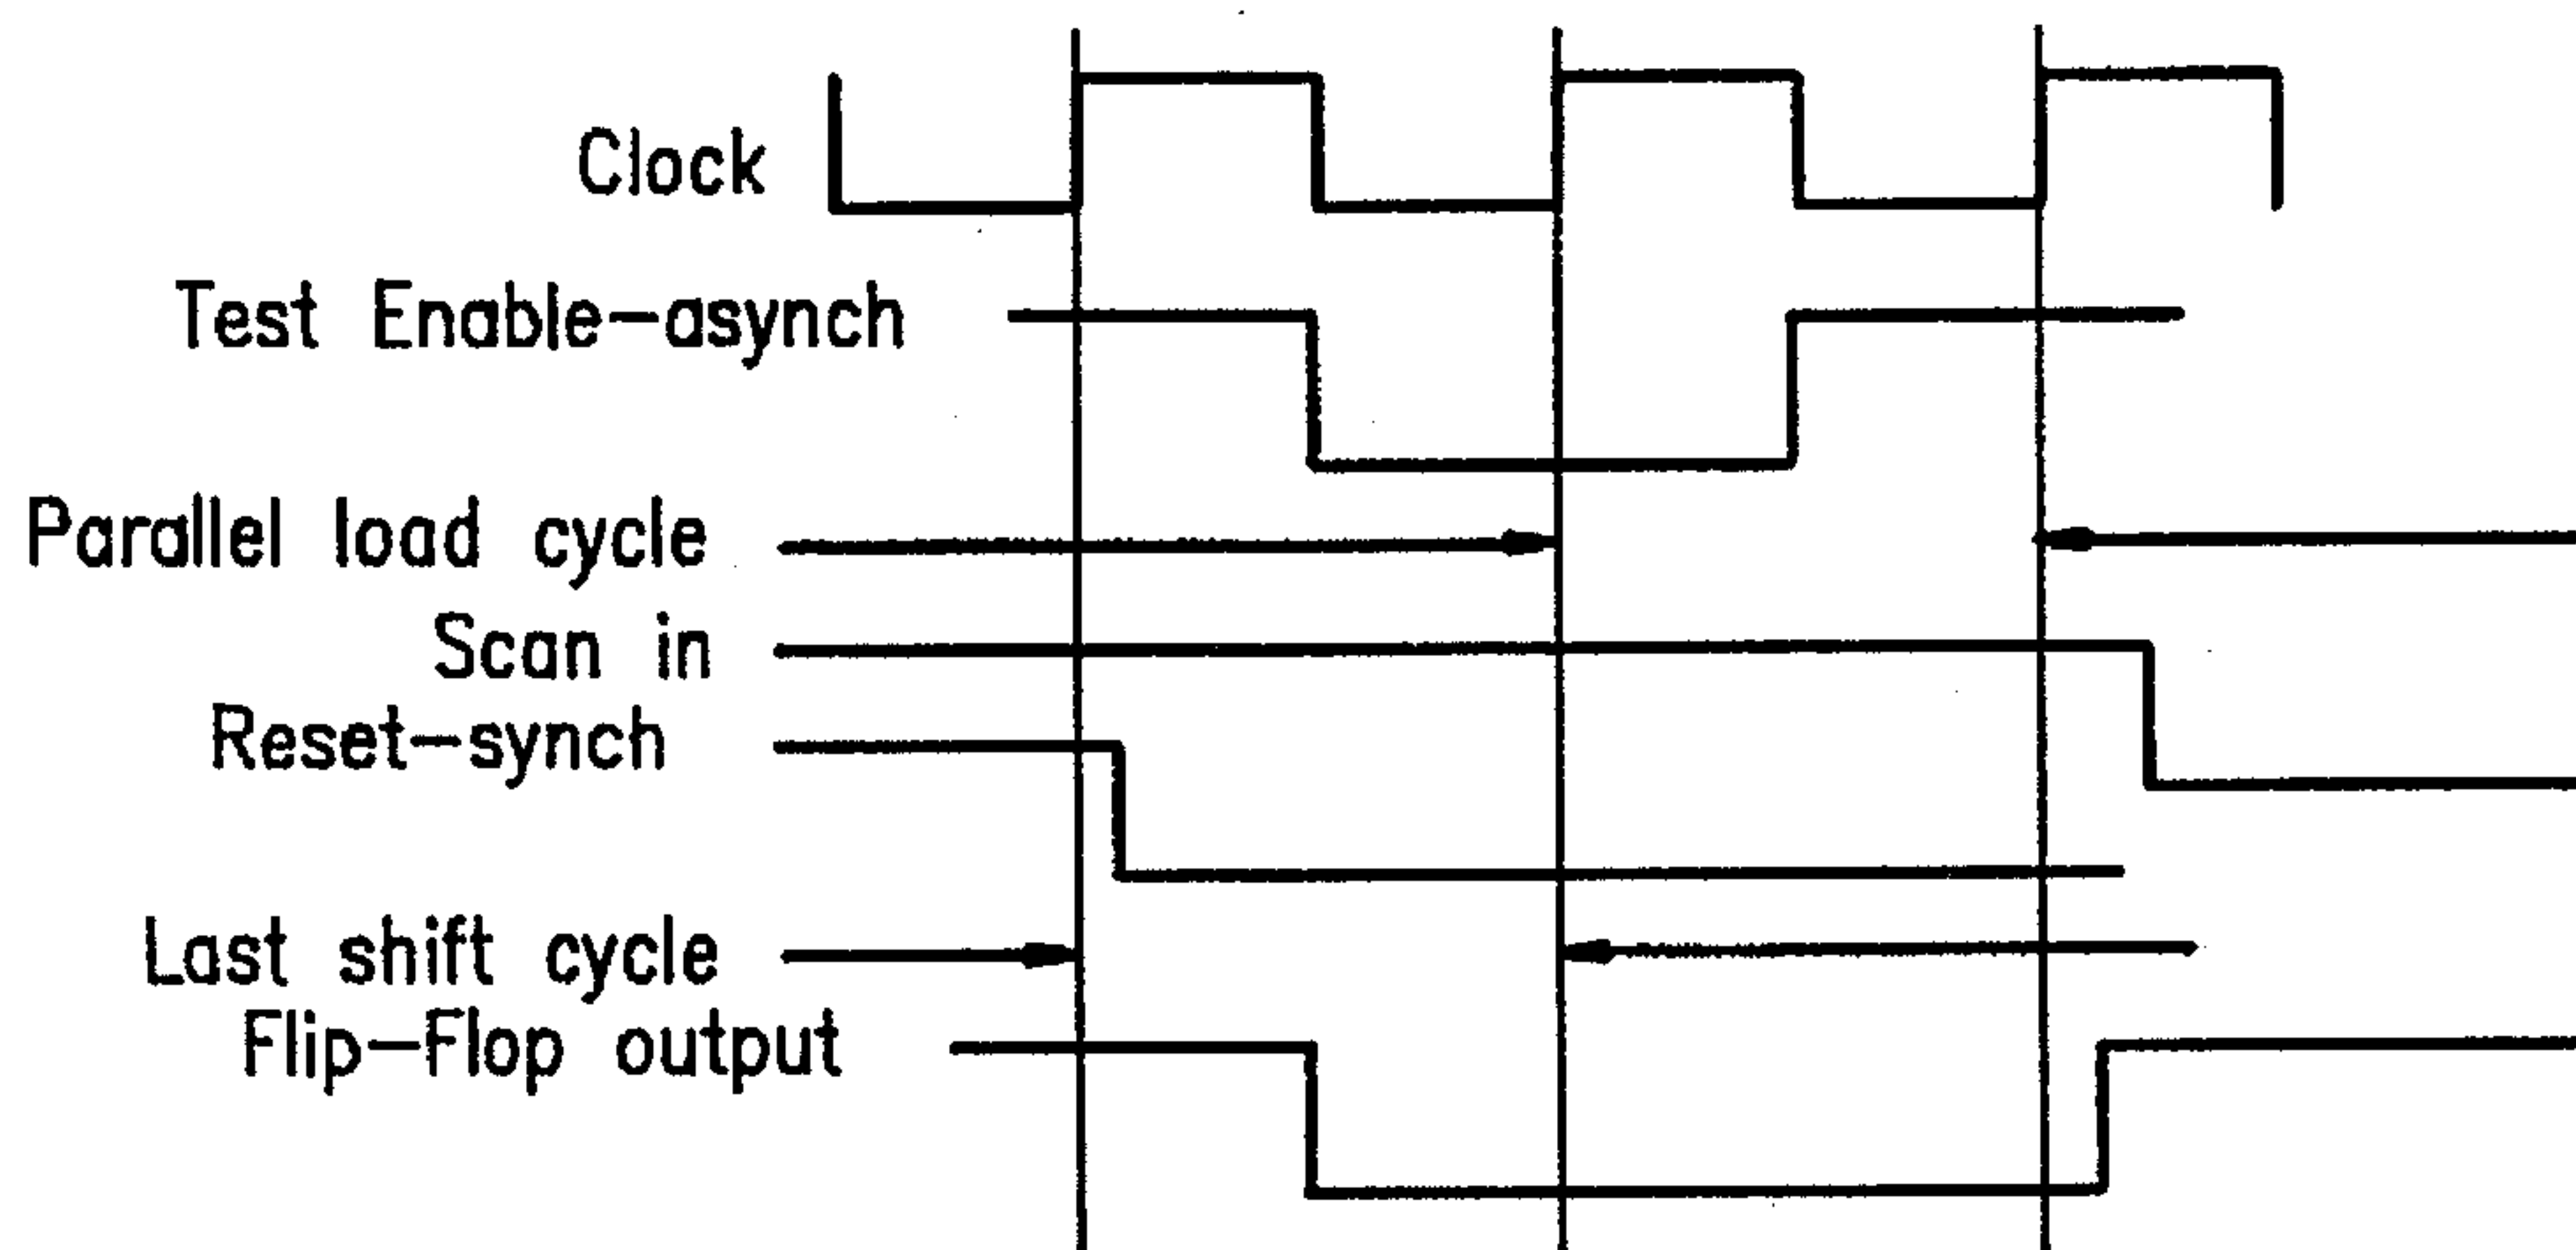 Clock
Test Enable-asynch
Parallel load cycle
Scan in
Reset-synch
Last shift cycle
Flip-Flop output